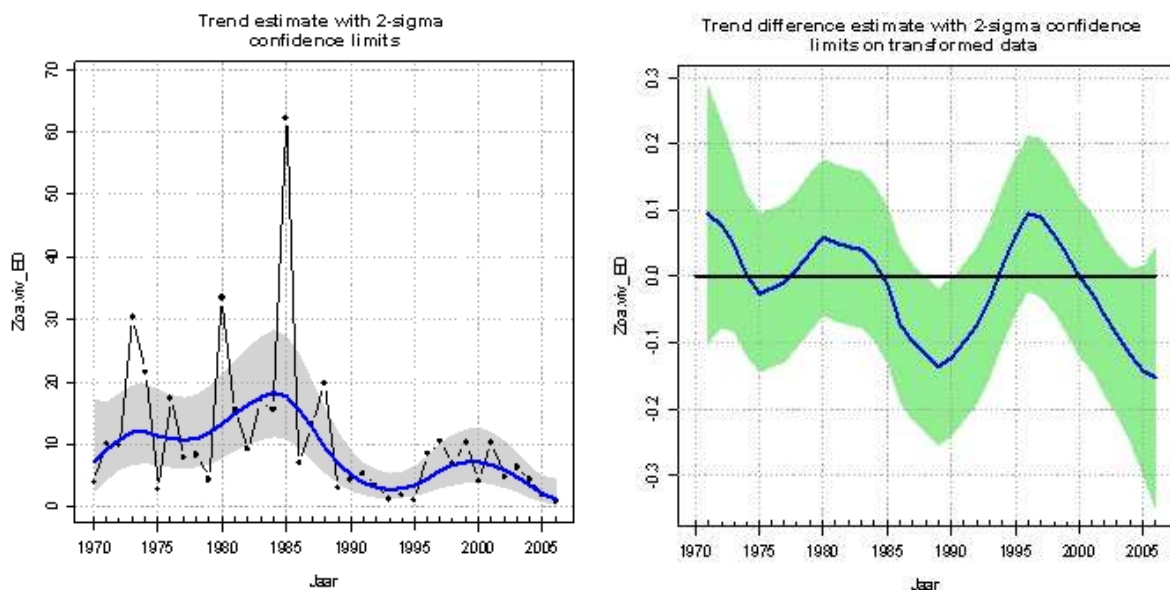 Trend estimate with 2-sigma
confidence limits
70
60
50
40
30
20
10
0
Zoa.viv_ED
1970 1975 1980 1985 1990 1995 2000 2005
Jaar
Trend difference estimate with 2-sigma confidence
limits on transformed data
0.3
0.2
0.1
0.0
-0.1
-0.2
-0.3
Zoa.viv_ED
1970 1975 1980 1985 1990 1995 2000 2005
Jaar